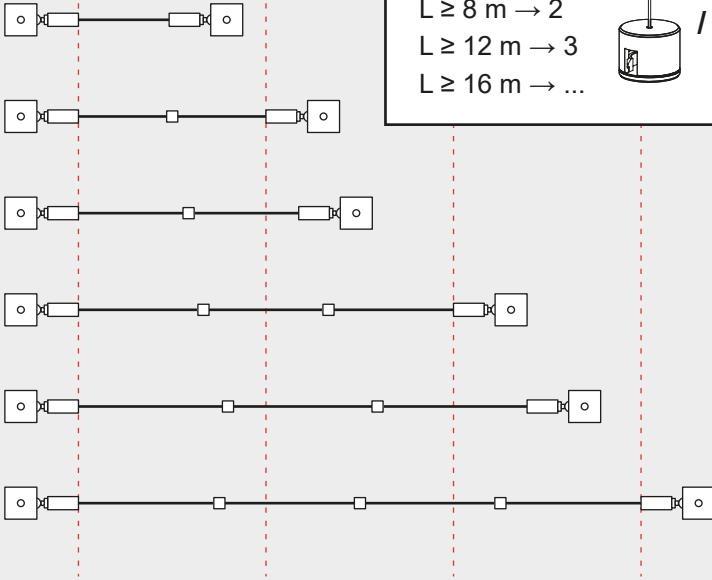 L ≥ 8 m → 2
L ≥ 12 m → 3
L ≥ 16 m → ...
/